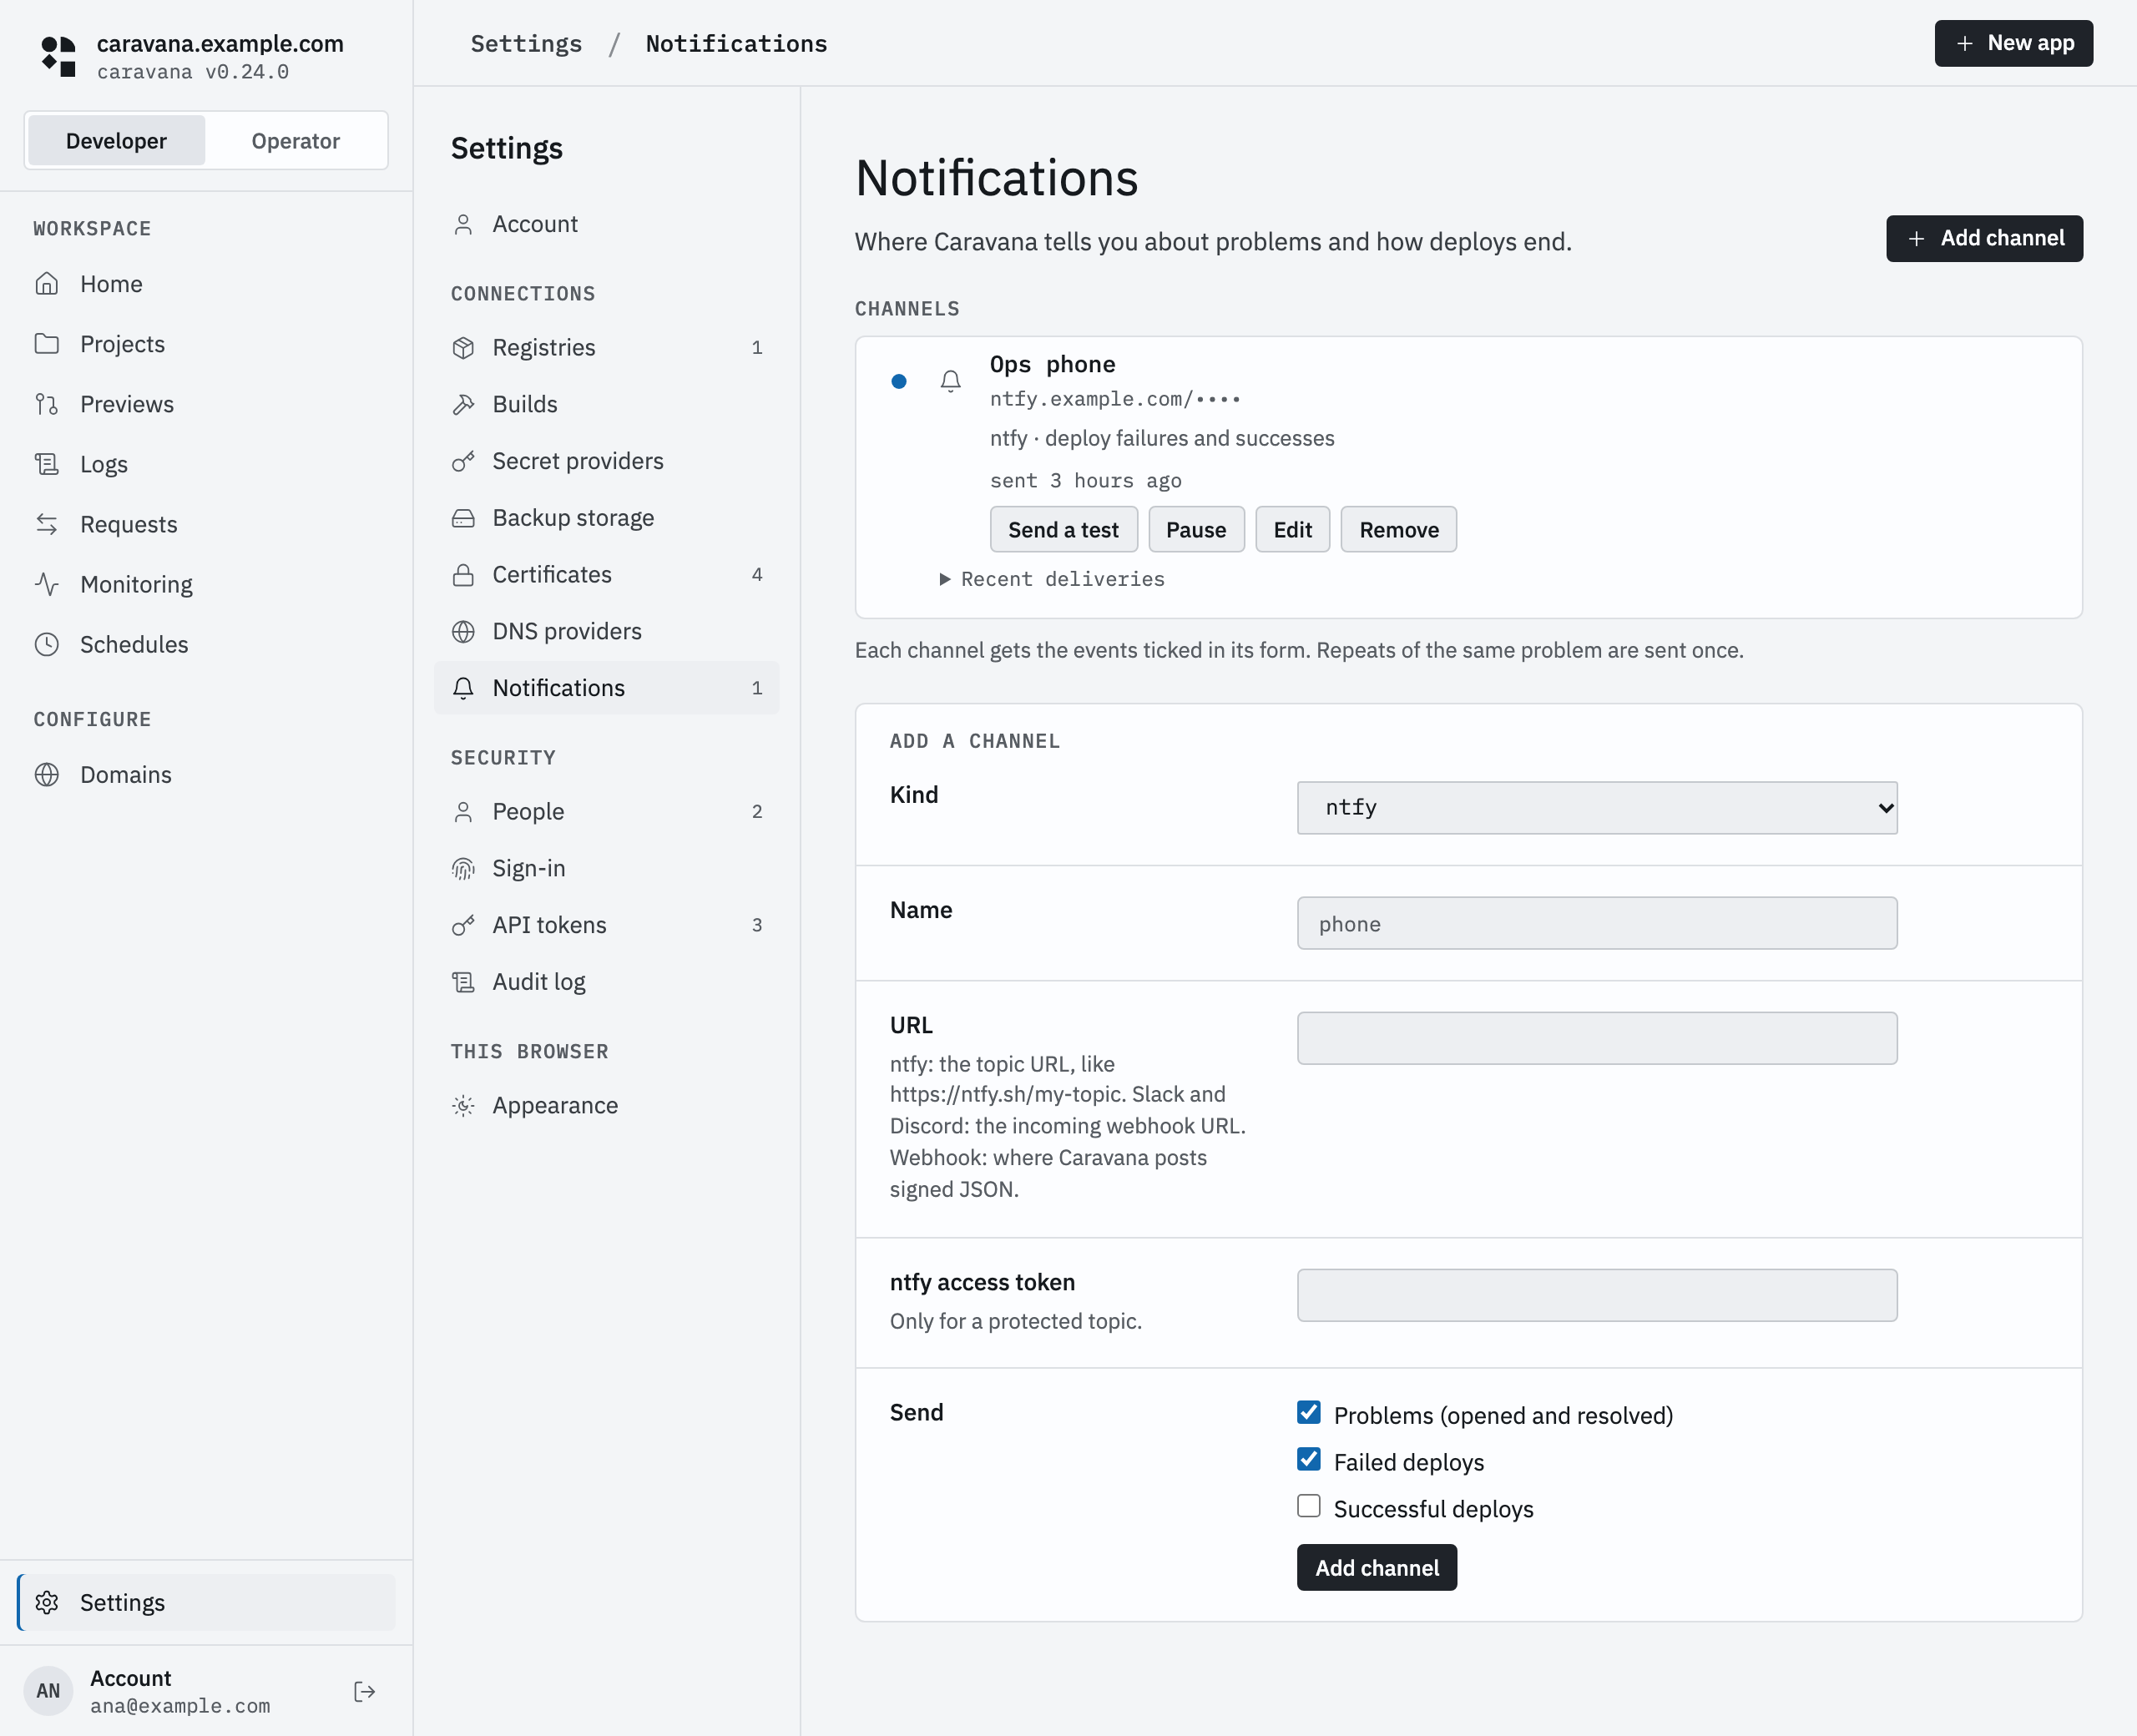 caravana.example.com
caravana v0.24.0
Developer
Operator
WORKSPACE
Home
Projects
Previews
Logs
Requests
Monitoring
Schedules
CONFIGURE
Domains
Settings
AN
Account
ana@example.com
Settings / Notifications
+ New app
Settings
Account
CONNECTIONS
Registries 1
Builds
Secret providers
Backup storage
Certificates 4
DNS providers
Notifications 1
SECURITY
People 2
Sign-in
API tokens 3
Audit log
THIS BROWSER
Appearance
Notifications
Where Caravana tells you about problems and how deploys end.
+ Add channel
CHANNELS
Ops phone
ntfy.example.com/••••
ntfy · deploy failures and successes
sent 3 hours ago
Send a test
Pause
Edit
Remove
▶ Recent deliveries
Each channel gets the events ticked in its form. Repeats of the same problem are sent once.
ADD A CHANNEL
Kind
ntfy
Name
phone
URL
ntfy: the topic URL, like
https://ntfy.sh/my-topic. Slack and
Discord: the incoming webhook URL.
Webhook: where Caravana posts
signed JSON.
ntfy access token
Only for a protected topic.
Send
Problems (opened and resolved)
Failed deploys
Successful deploys
Add channel